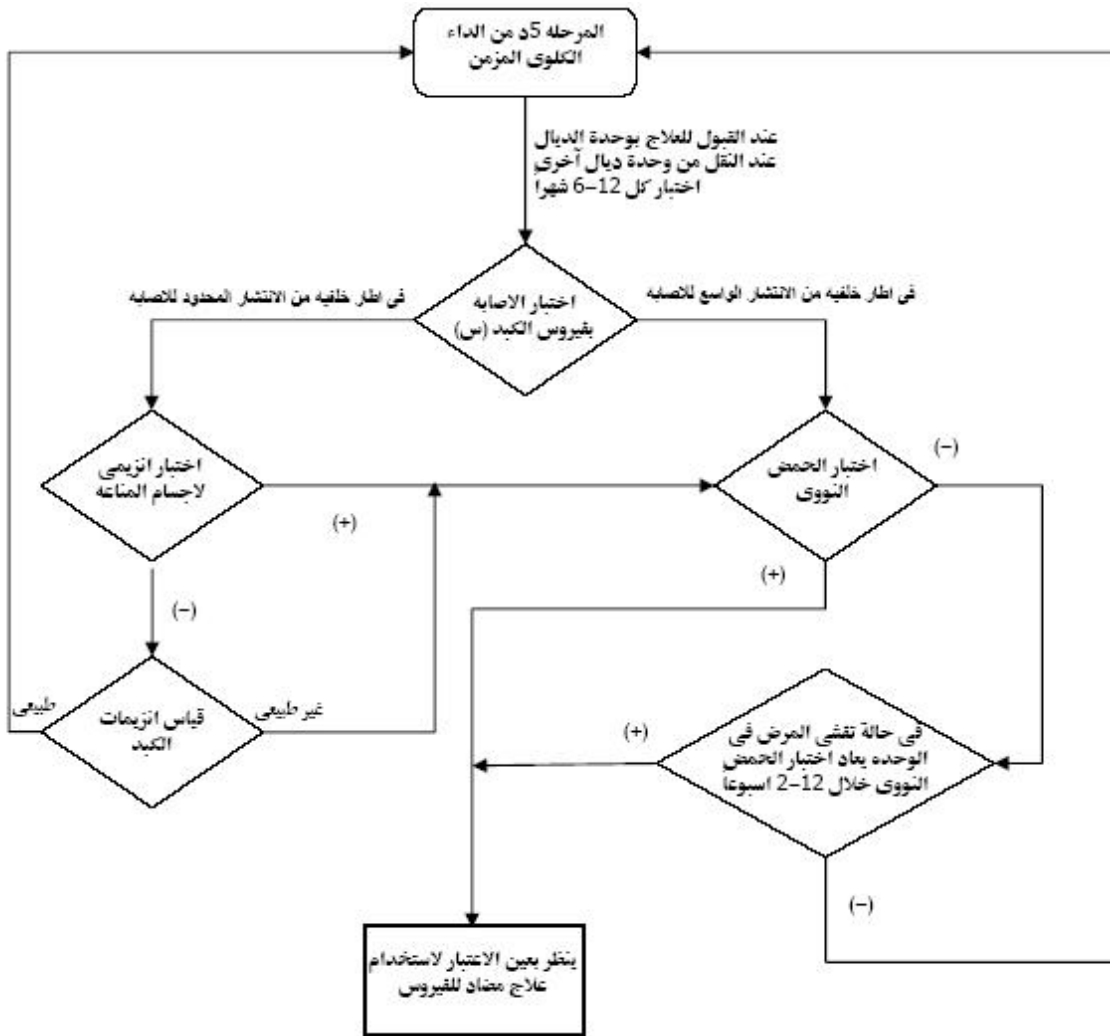 المرحله 5د من الداء
الكلوى المزمن
عند القبول للعلاج بوحدة الديال
عند النقل من وحدة ديال آخرى
اختبار كل 12–6 شهراً
فى اطار خلفيه من الانتشار الواسع للاصابه
اختبار الاصابه
بفيروس الكبد (س)
فى اطار خلفيه من الانتشار المحدود للاصابه
اختبار الحمض
النووى
(–)
(+)
اختبار انزيمى
لاجسام المناعه
(+)
(–)
قياس انزيمات
الكبد
غير طبيعى
طبيعى
فى حالة تفشى المرض فى
الوحده يعاد اختبار الحمض
النووى خلال 12–2 اسبوعاً
(+)
(–)
ينظر بعين الاعتبار لاستخدام
علاج مضاد للفيروس